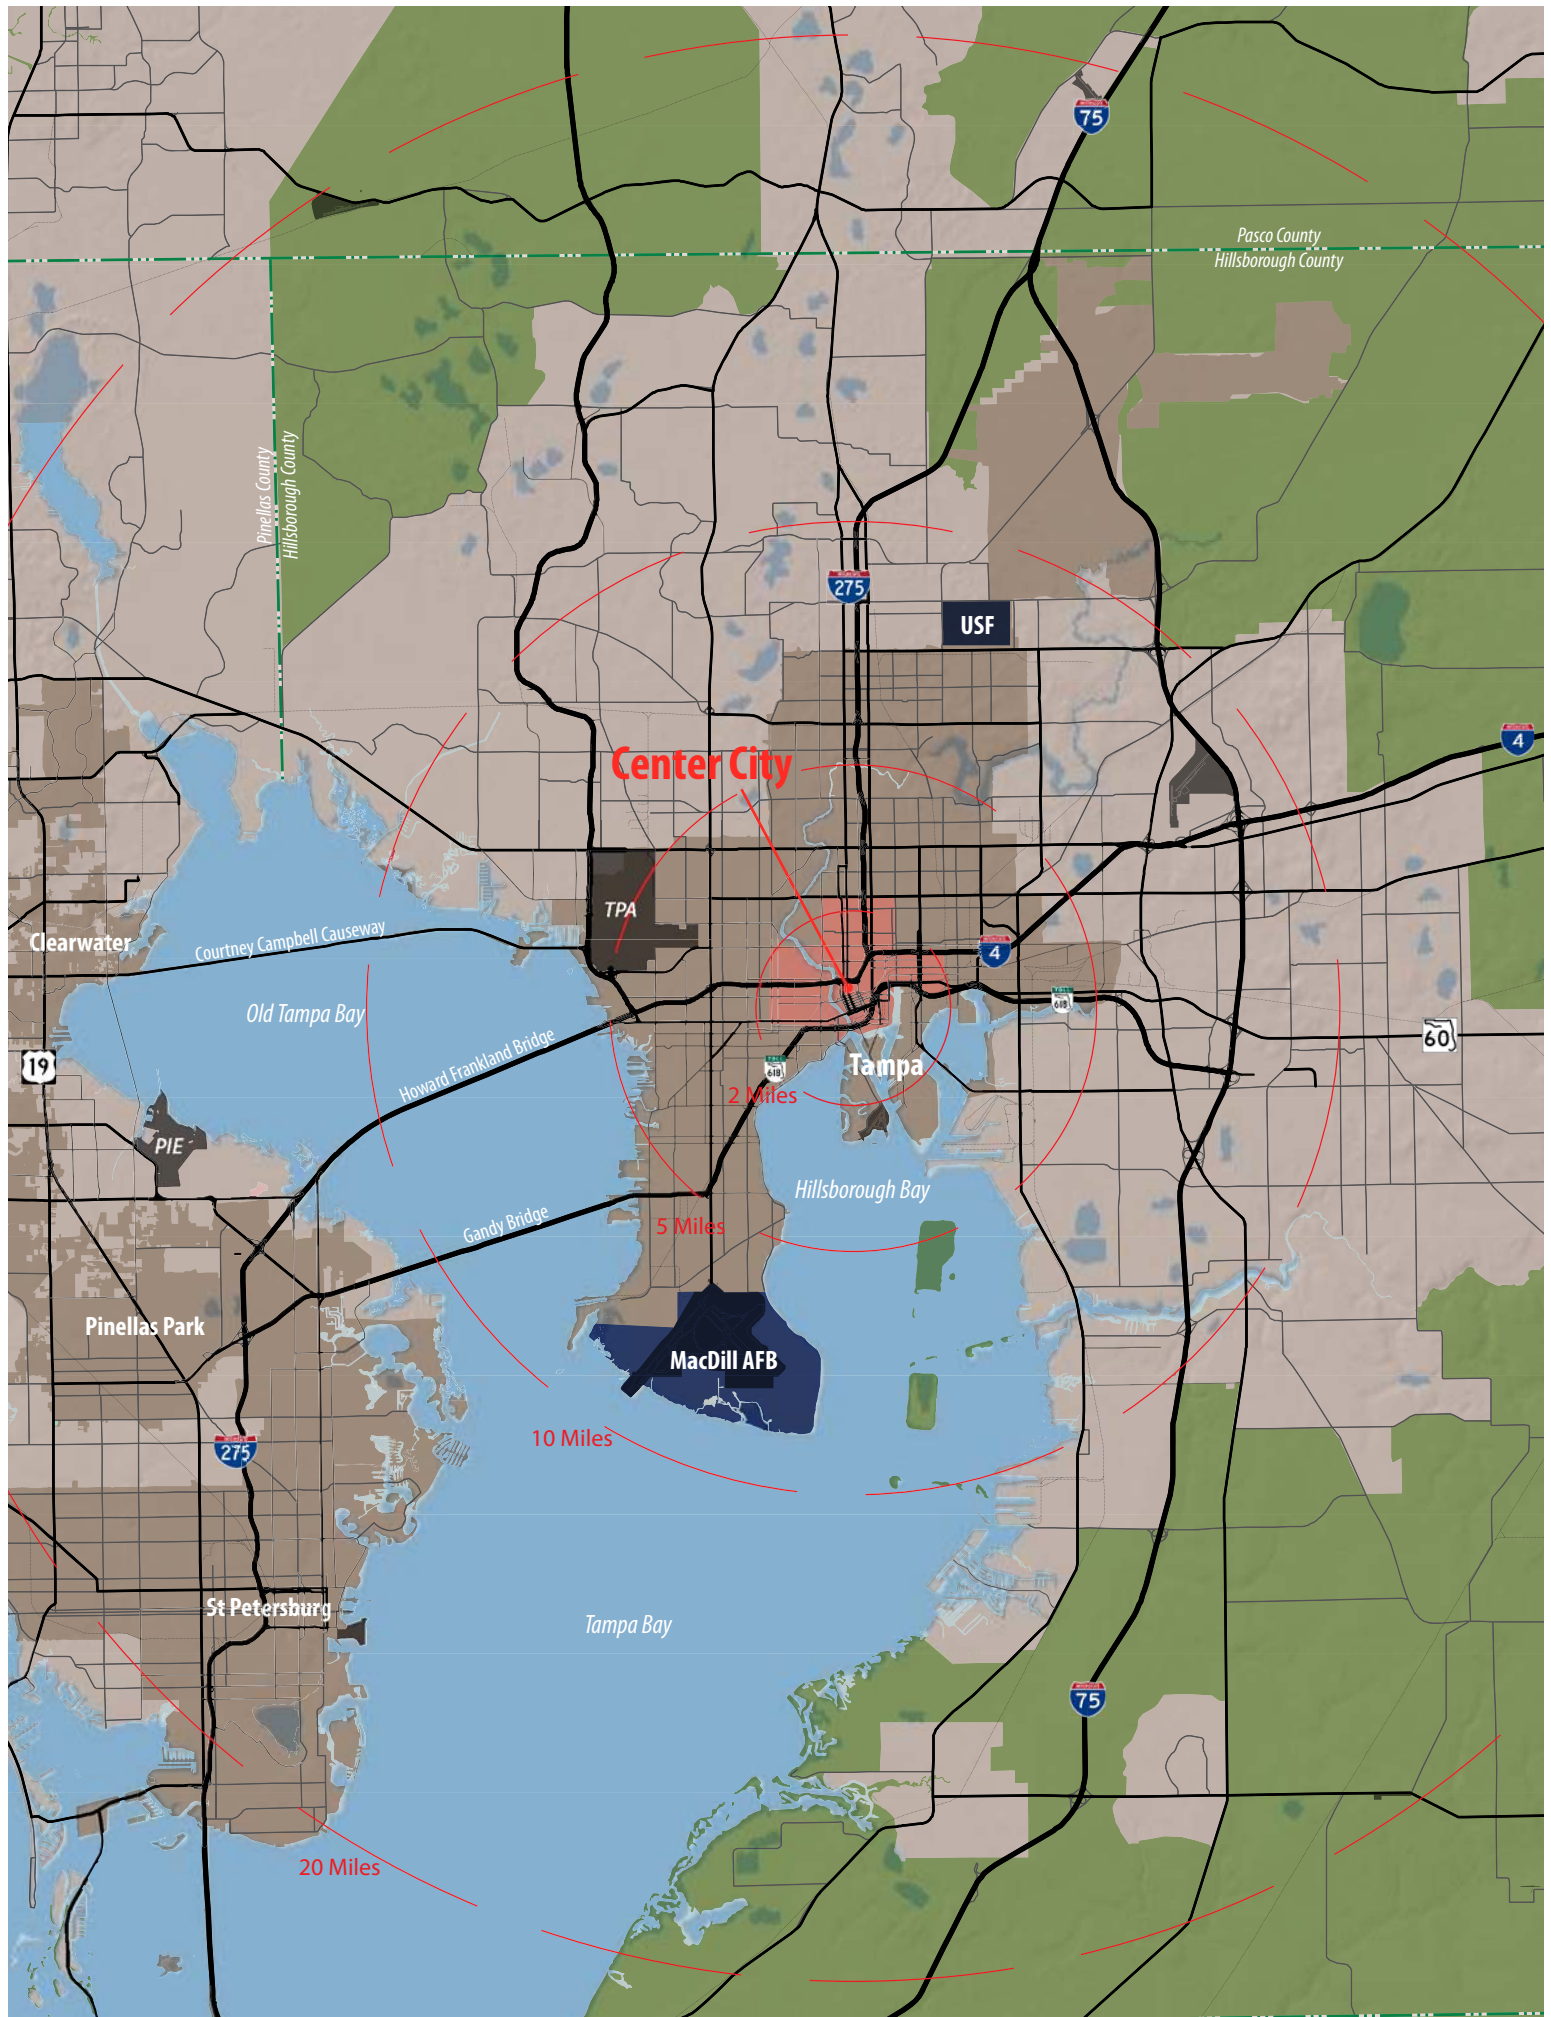 75
Pasco County
Hillsborough County
Pinellas County
Hillsborough County
275
USF
4
Center City
TPA
Clearwater
Courtney Campbell Causeway
4
Old Tampa Bay
TOLL
618
60
19
Howard Frankland Bridge
Tampa
TOLL
618
2 Miles
PIE
Hillsborough Bay
Gandy Bridge
5 Miles
Pinellas Park
MacDill AFB
10 Miles
275
St Petersburg
Tampa Bay
75
20 Miles